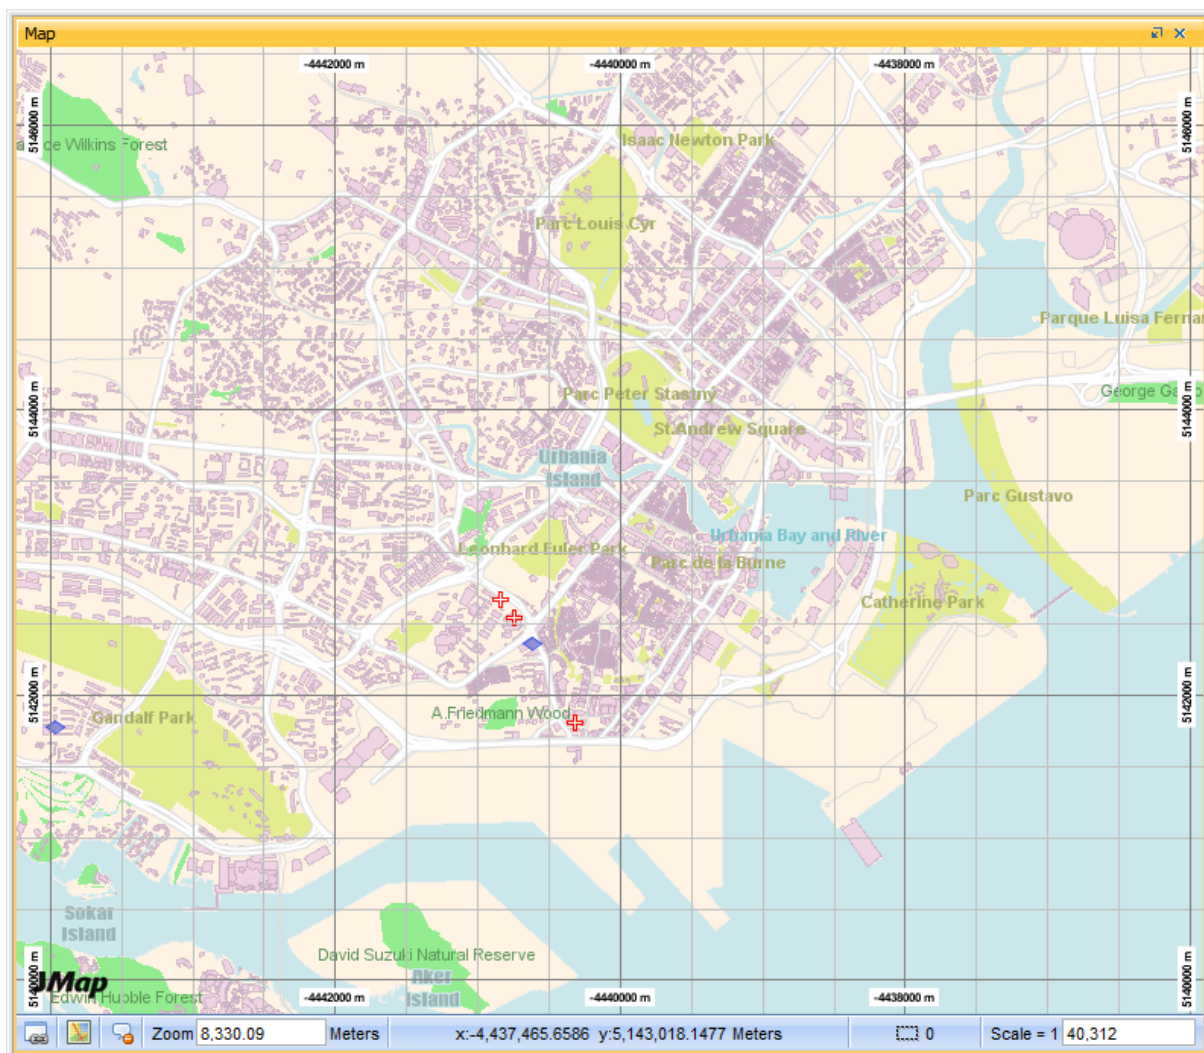 Map
-4442000 m
-4440000 m
-4438000 m
5146000 m
5146000 m
ce Wilkins Forest
Isaac Newton Park
Parc Louis Cyr
Parque Luisa Fernan
5144000 m
George Ga
5144000 m
Parc Peter Stastny
St.Andrew Square
Urbania
Island
Parc Gustavo
Urbania Bay and River
Leonhard Euler Park
Parc de la Burne
Catherine Park
5142000 m
5142000 m
Gandalf Park
A.Friedmann Wood
Sokar
Island
David Suzuki Natural Reserve
Aker
Island
5140000 m
5140000 m
JMap
Edwin Hubble Forest
-4442000 m
-4440000 m
-4438000 m
Zoom 8,330.09 Meters x:-4,437,465.6586 y:5,143,018.1477 Meters 0 Scale = 1 40,312